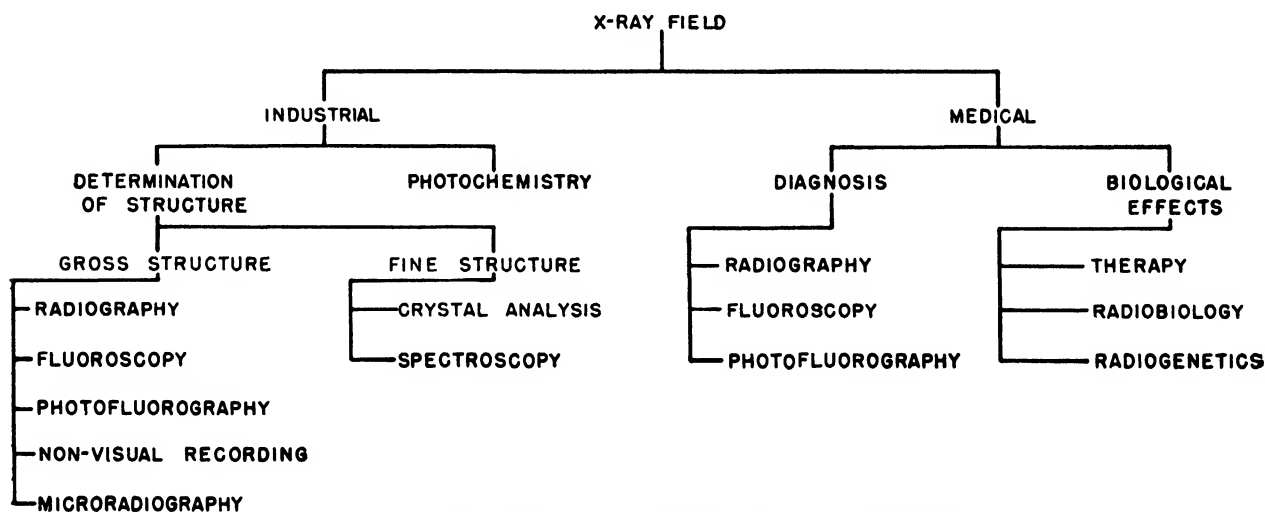 X-RAY FIELD
INDUSTRIAL
MEDICAL
DETERMINATION
OF STRUCTURE
PHOTOCHEMISTRY
DIAGNOSIS
BIOLOGICAL
EFFECTS
GROSS STRUCTURE
FINE STRUCTURE
RADIOGRAPHY
FLUOROSCOPY
PHOTOFLUOROGRAPHY
NON-VISUAL RECORDING
MICRORADIOGRAPHY
CRYSTAL ANALYSIS
SPECTROSCOPY
RADIOGRAPHY
FLUOROSCOPY
PHOTOFLUOROGRAPHY
THERAPY
RADIOBIOLOGY
RADIOGENETICS